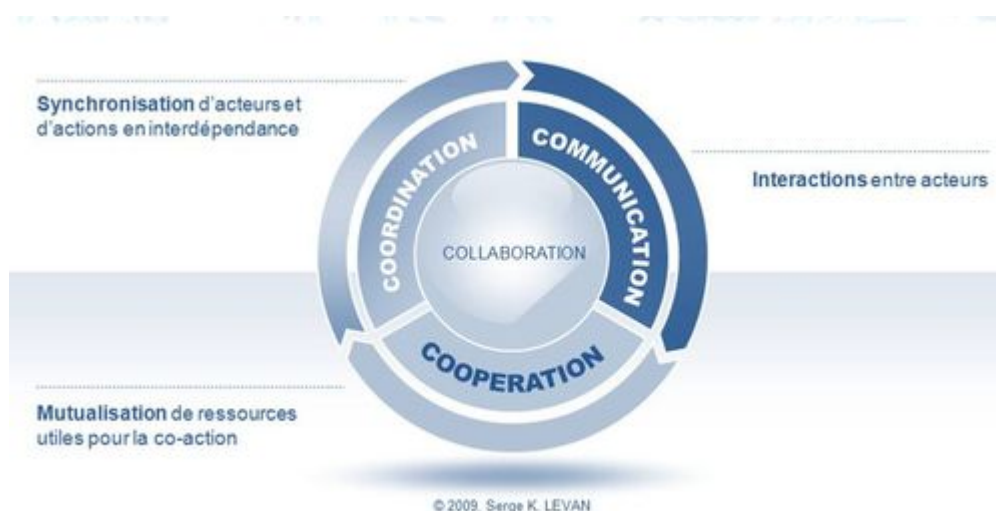 Synchronisation d'acteurs et
d'actions en interdépendance
COORDINATION
COMMUNICATION
Interactions entre acteurs
COLLABORATION
COOPERATION
Mutualisation de ressources
utiles pour la co-action
© 2009, Serge K. LEVAN